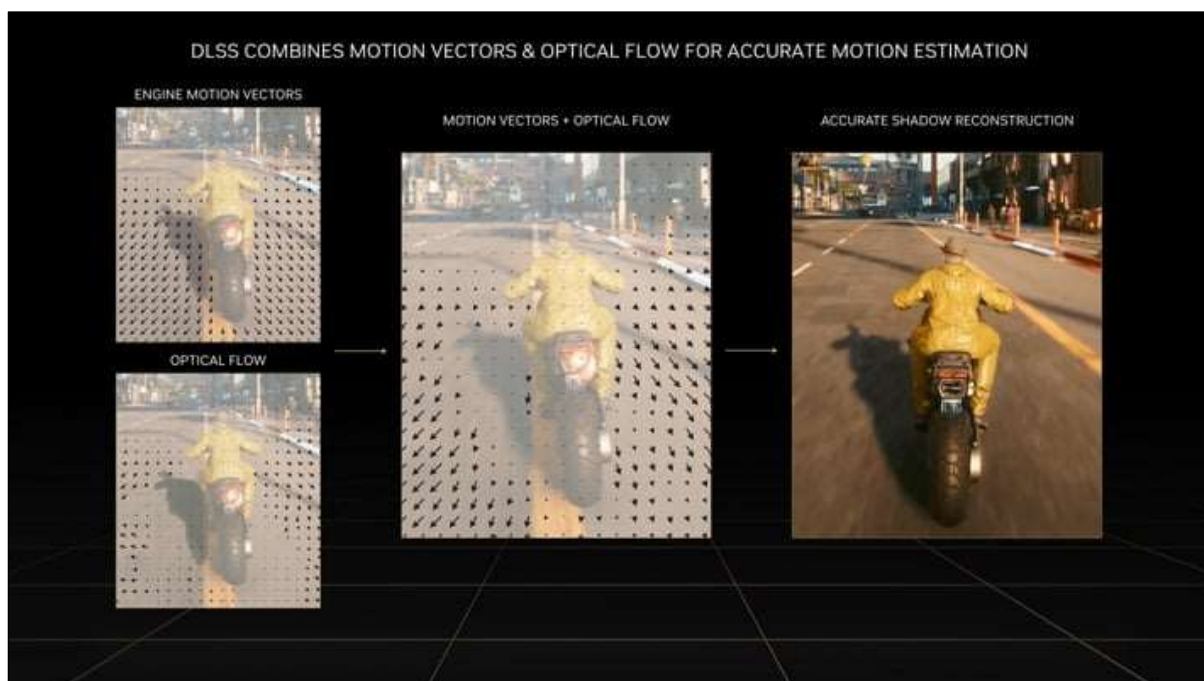 DLSS COMBINES MOTION VECTORS & OPTICAL FLOW FOR ACCURATE MOTION ESTIMATION
ENGINE MOTION VECTORS
OPTICAL FLOW
MOTION VECTORS + OPTICAL FLOW
ACCURATE SHADOW RECONSTRUCTION